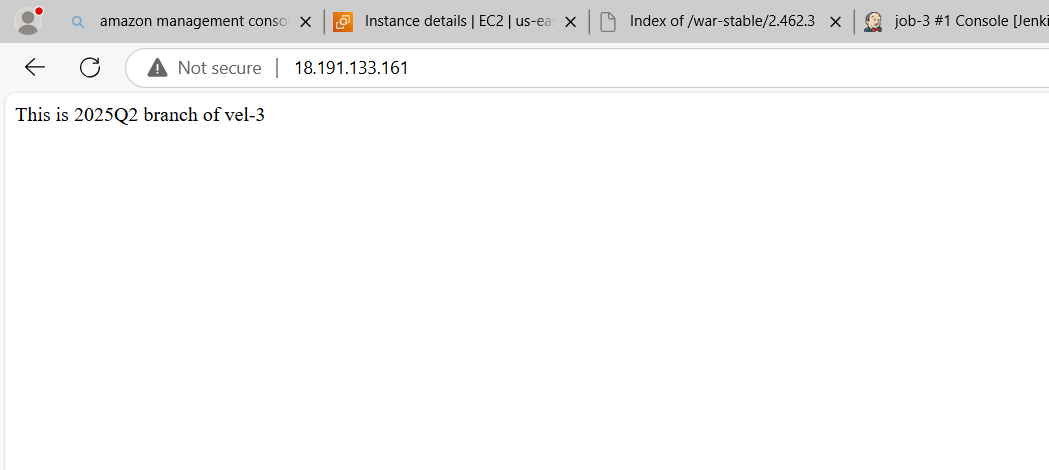 amazon management conso
Instance details | EC2 | us-ea
Index of /war-stable/2.462.3
job-3 #1 Console [Jenki
Not secure
18.191.133.161
This is 2025Q2 branch of vel-3